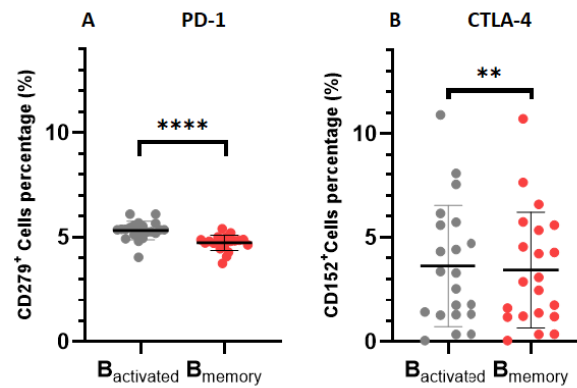 A PD-1
B CTLA-4
CD279+ Cells percentage (%)
10
5
0
****
Bactivated Bmemory
CD152+Cells percentage (%)
10
5
0
**
Bactivated Bmemory